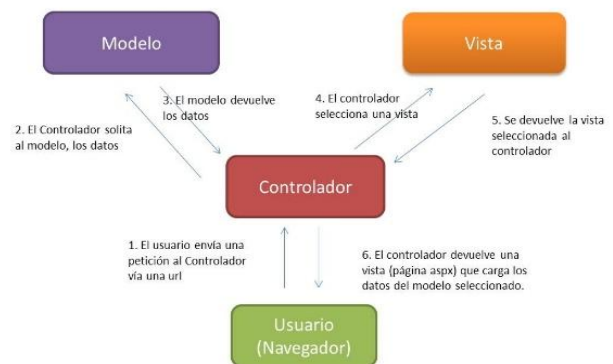 Modelo
Vista
3. El modelo devuelve
los datos
4. El controlador
selecciona una vista
2. El Controlador solita
al modelo, los datos
5. Se devuelve la vista
seleccionada al
controlador
Controlador
1. El usuario envía una
petición al Controlador
vía una url
6. El controlador devuelve una
vista (página aspx) que carga los
datos del modelo seleccionado.
Usuario
(Navegador)